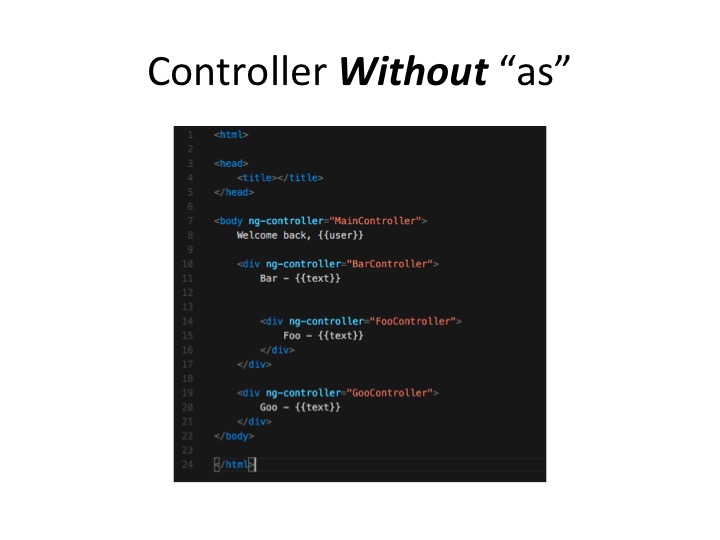 Controller Without “as”
1 <html>
2
3 <head>
4     <title></title>
5 </head>
6
7 <body ng-controller="MainController">
8     Welcome back, {{user}}
9
10     <div ng-controller="BarController">
11         Bar - {{text}}
12
13
14         <div ng-controller="FooController">
15             Foo - {{text}}
16         </div>
17     </div>
18
19     <div ng-controller="GooController">
20         Goo - {{text}}
21     </div>
22 </body>
23
24 </html>